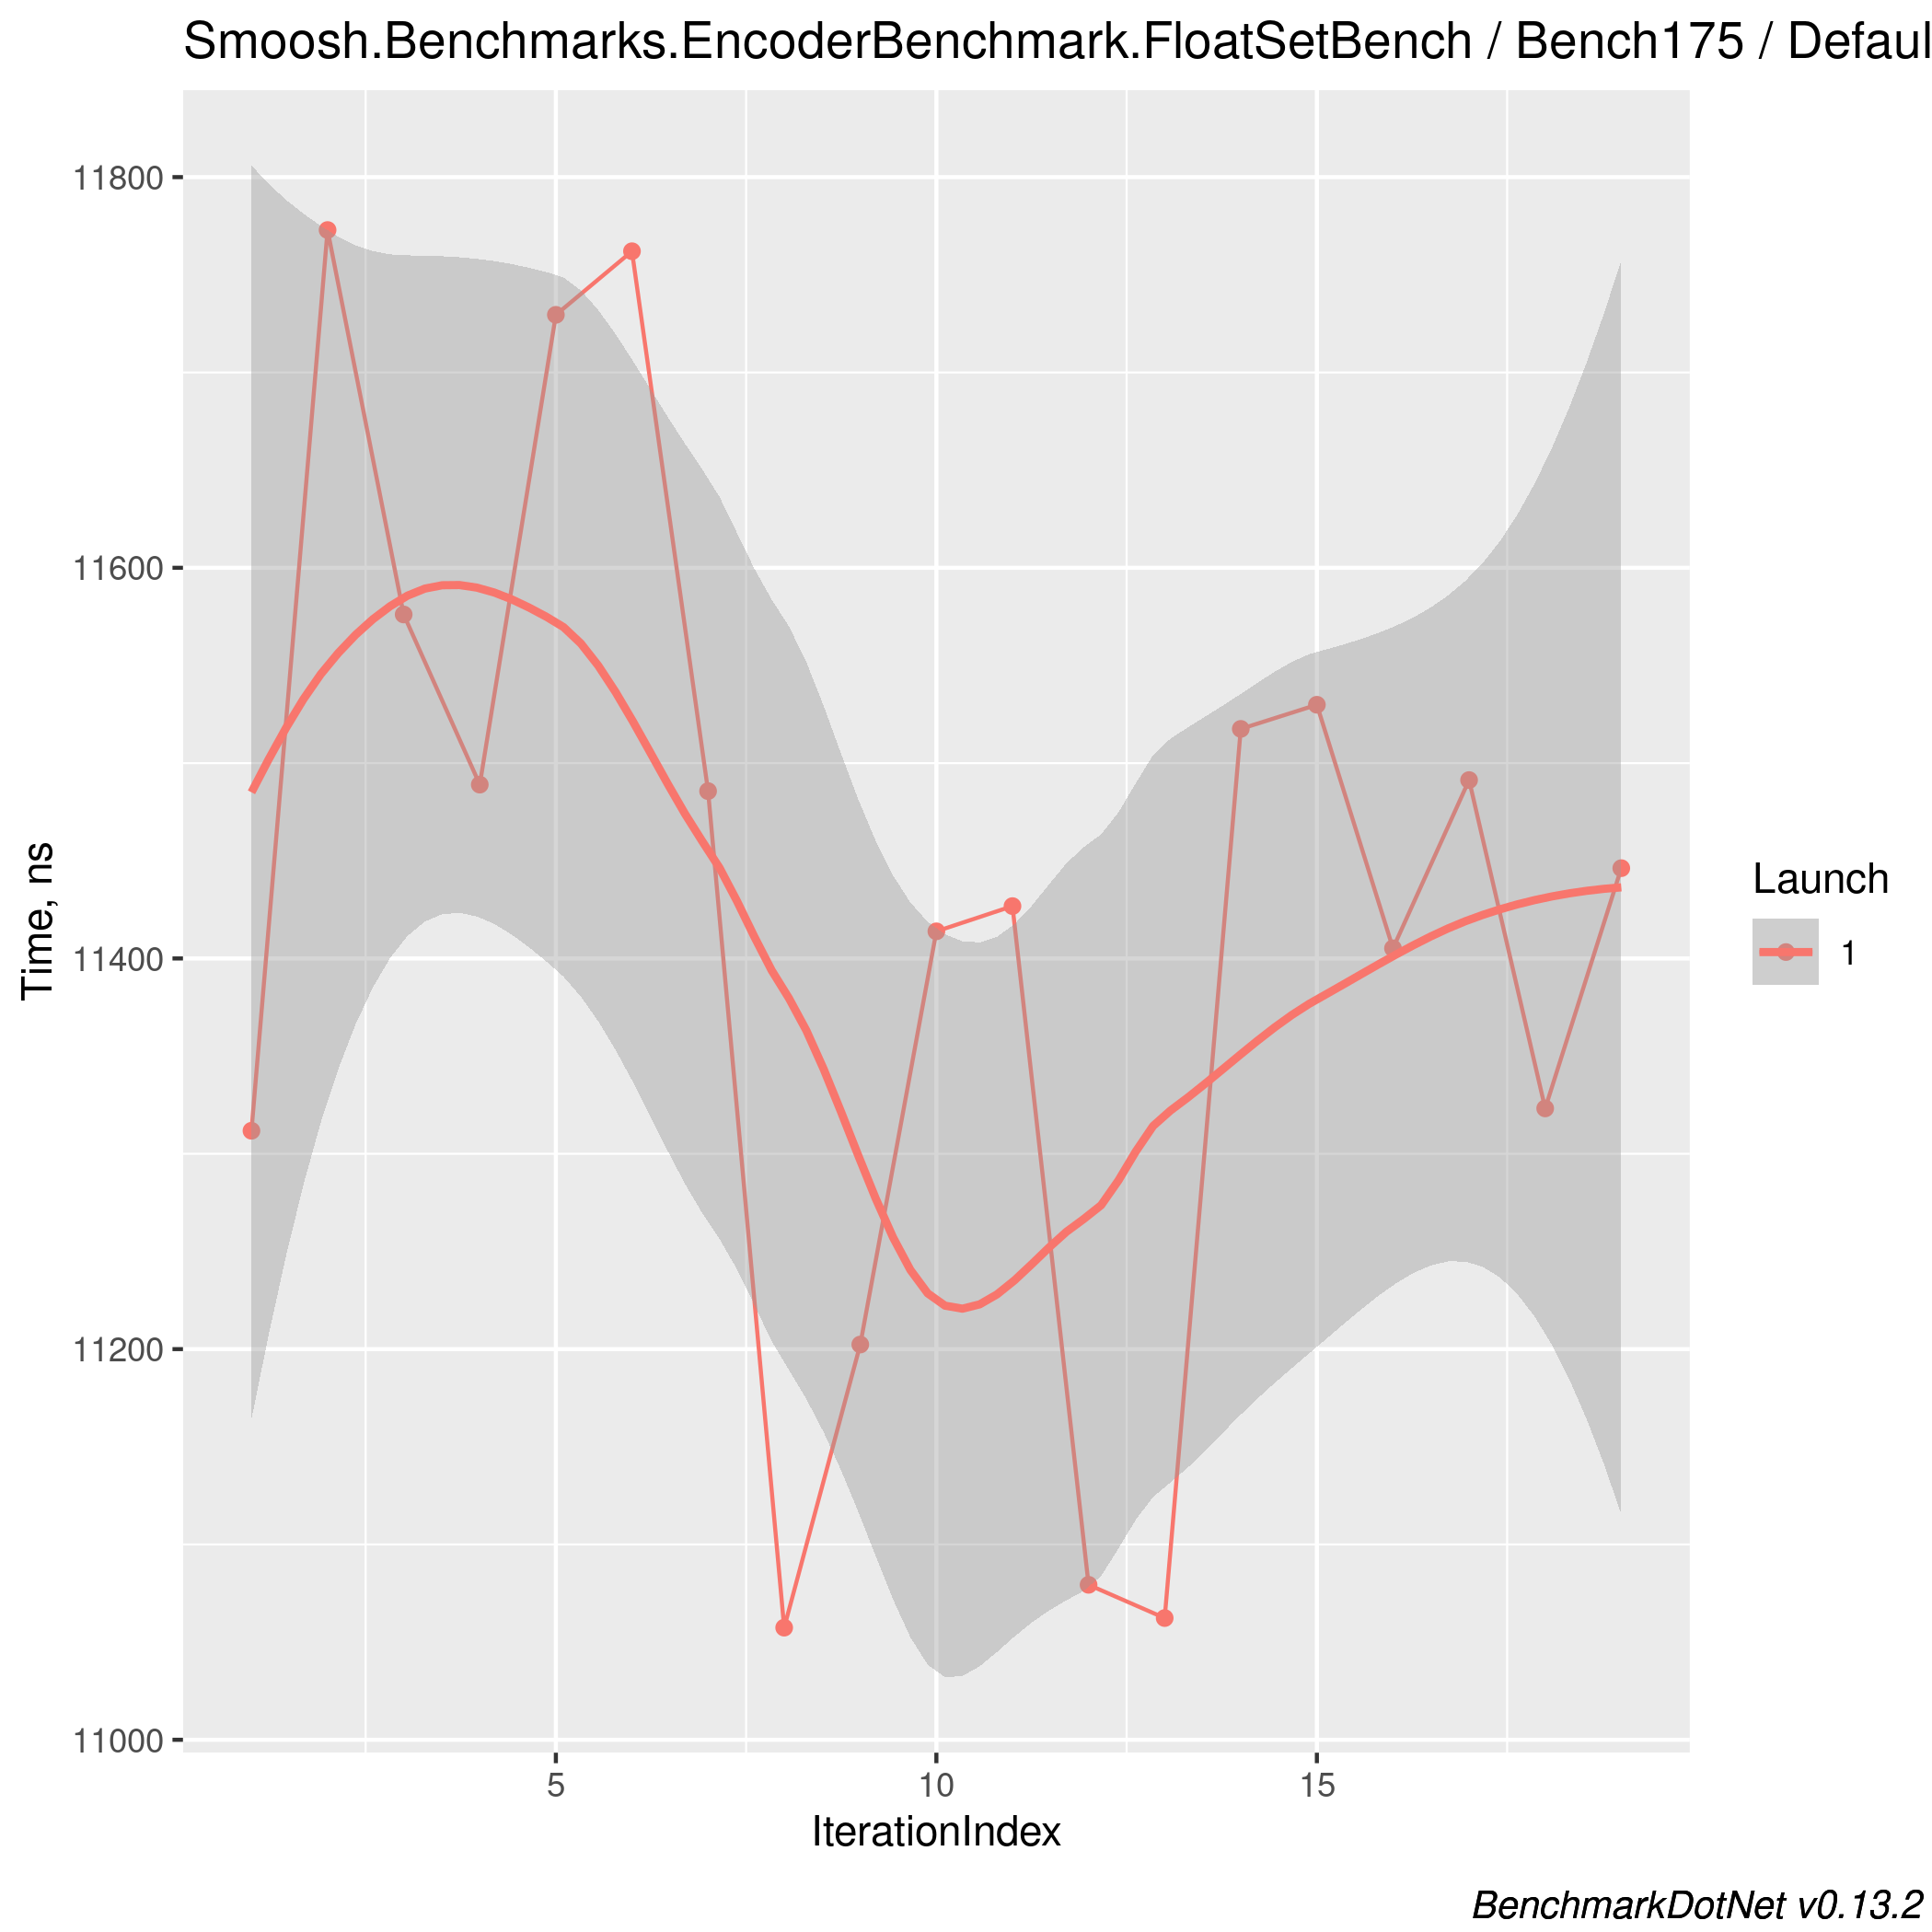 Smoosh.Benchmarks.EncoderBenchmark.FloatSetBench / Bench175 / Defaul
11800
11600
11400
11200
11000
Time, ns
5 10 15
IterationIndex
Launch
1
BenchmarkDotNet v0.13.2